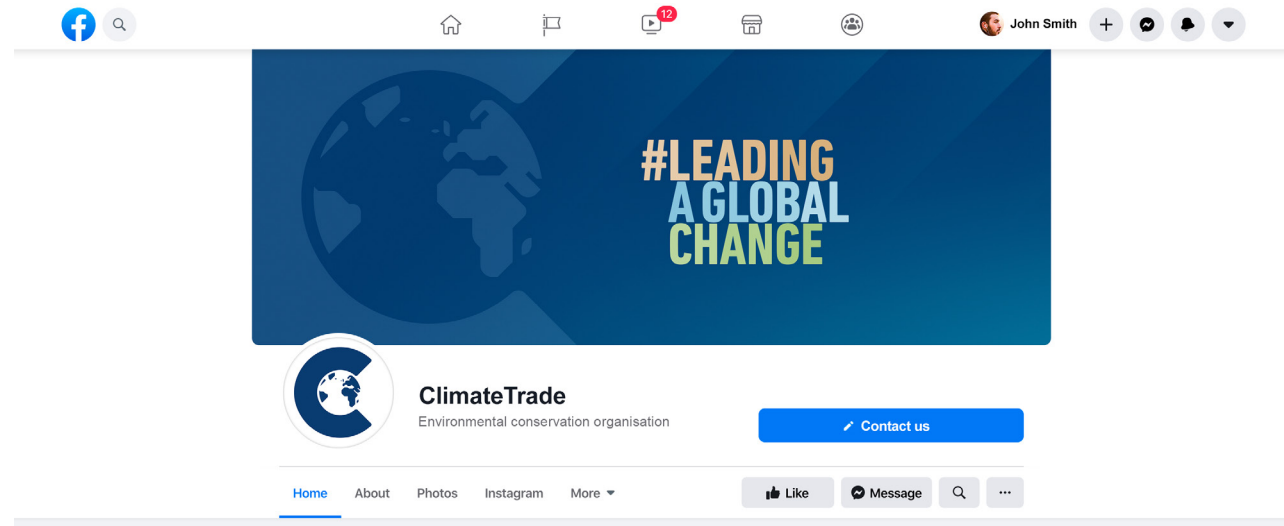 12
John Smith
#LEADING
A GLOBAL
CHANGE
ClimateTrade
Environmental conservation organisation
Contact us
Home About Photos Instagram More
Like Message